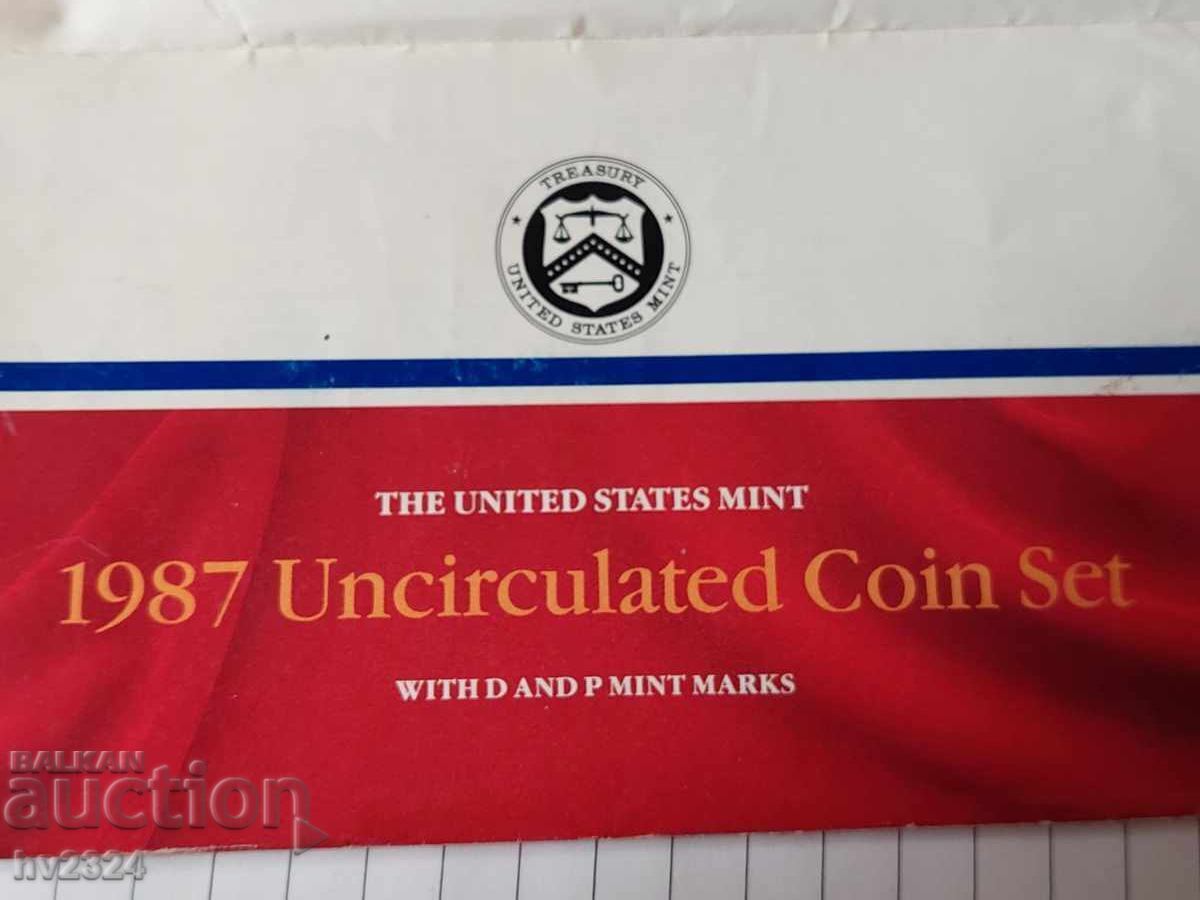 TREASURY
UNITED STATES MINT
THE UNITED STATES MINT
1987 Uncirculated Coin Set
WITH D AND P MINT MARKS
BALKAN
auction
hv2324